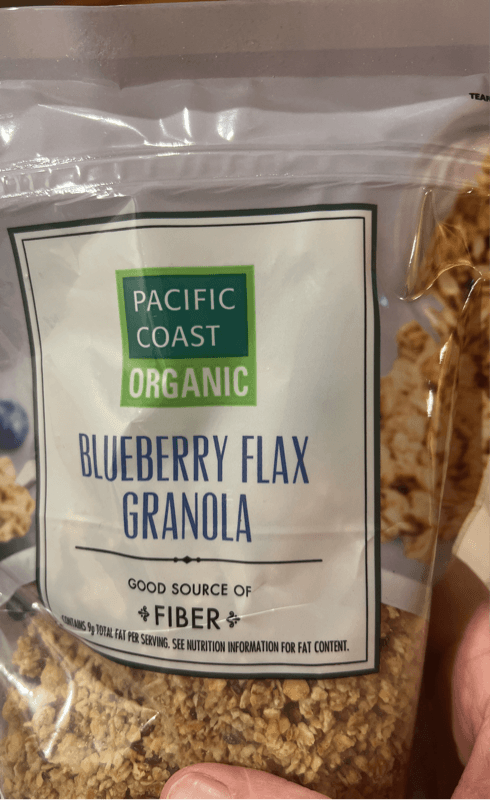 TEAR
PACIFIC
COAST
ORGANIC
BLUEBERRY FLAX
GRANOLA
GOOD SOURCE OF
FIBER
CONTAINS 9g TOTAL FAT PER SERVING. SEE NUTRITION INFORMATION FOR FAT CONTENT.